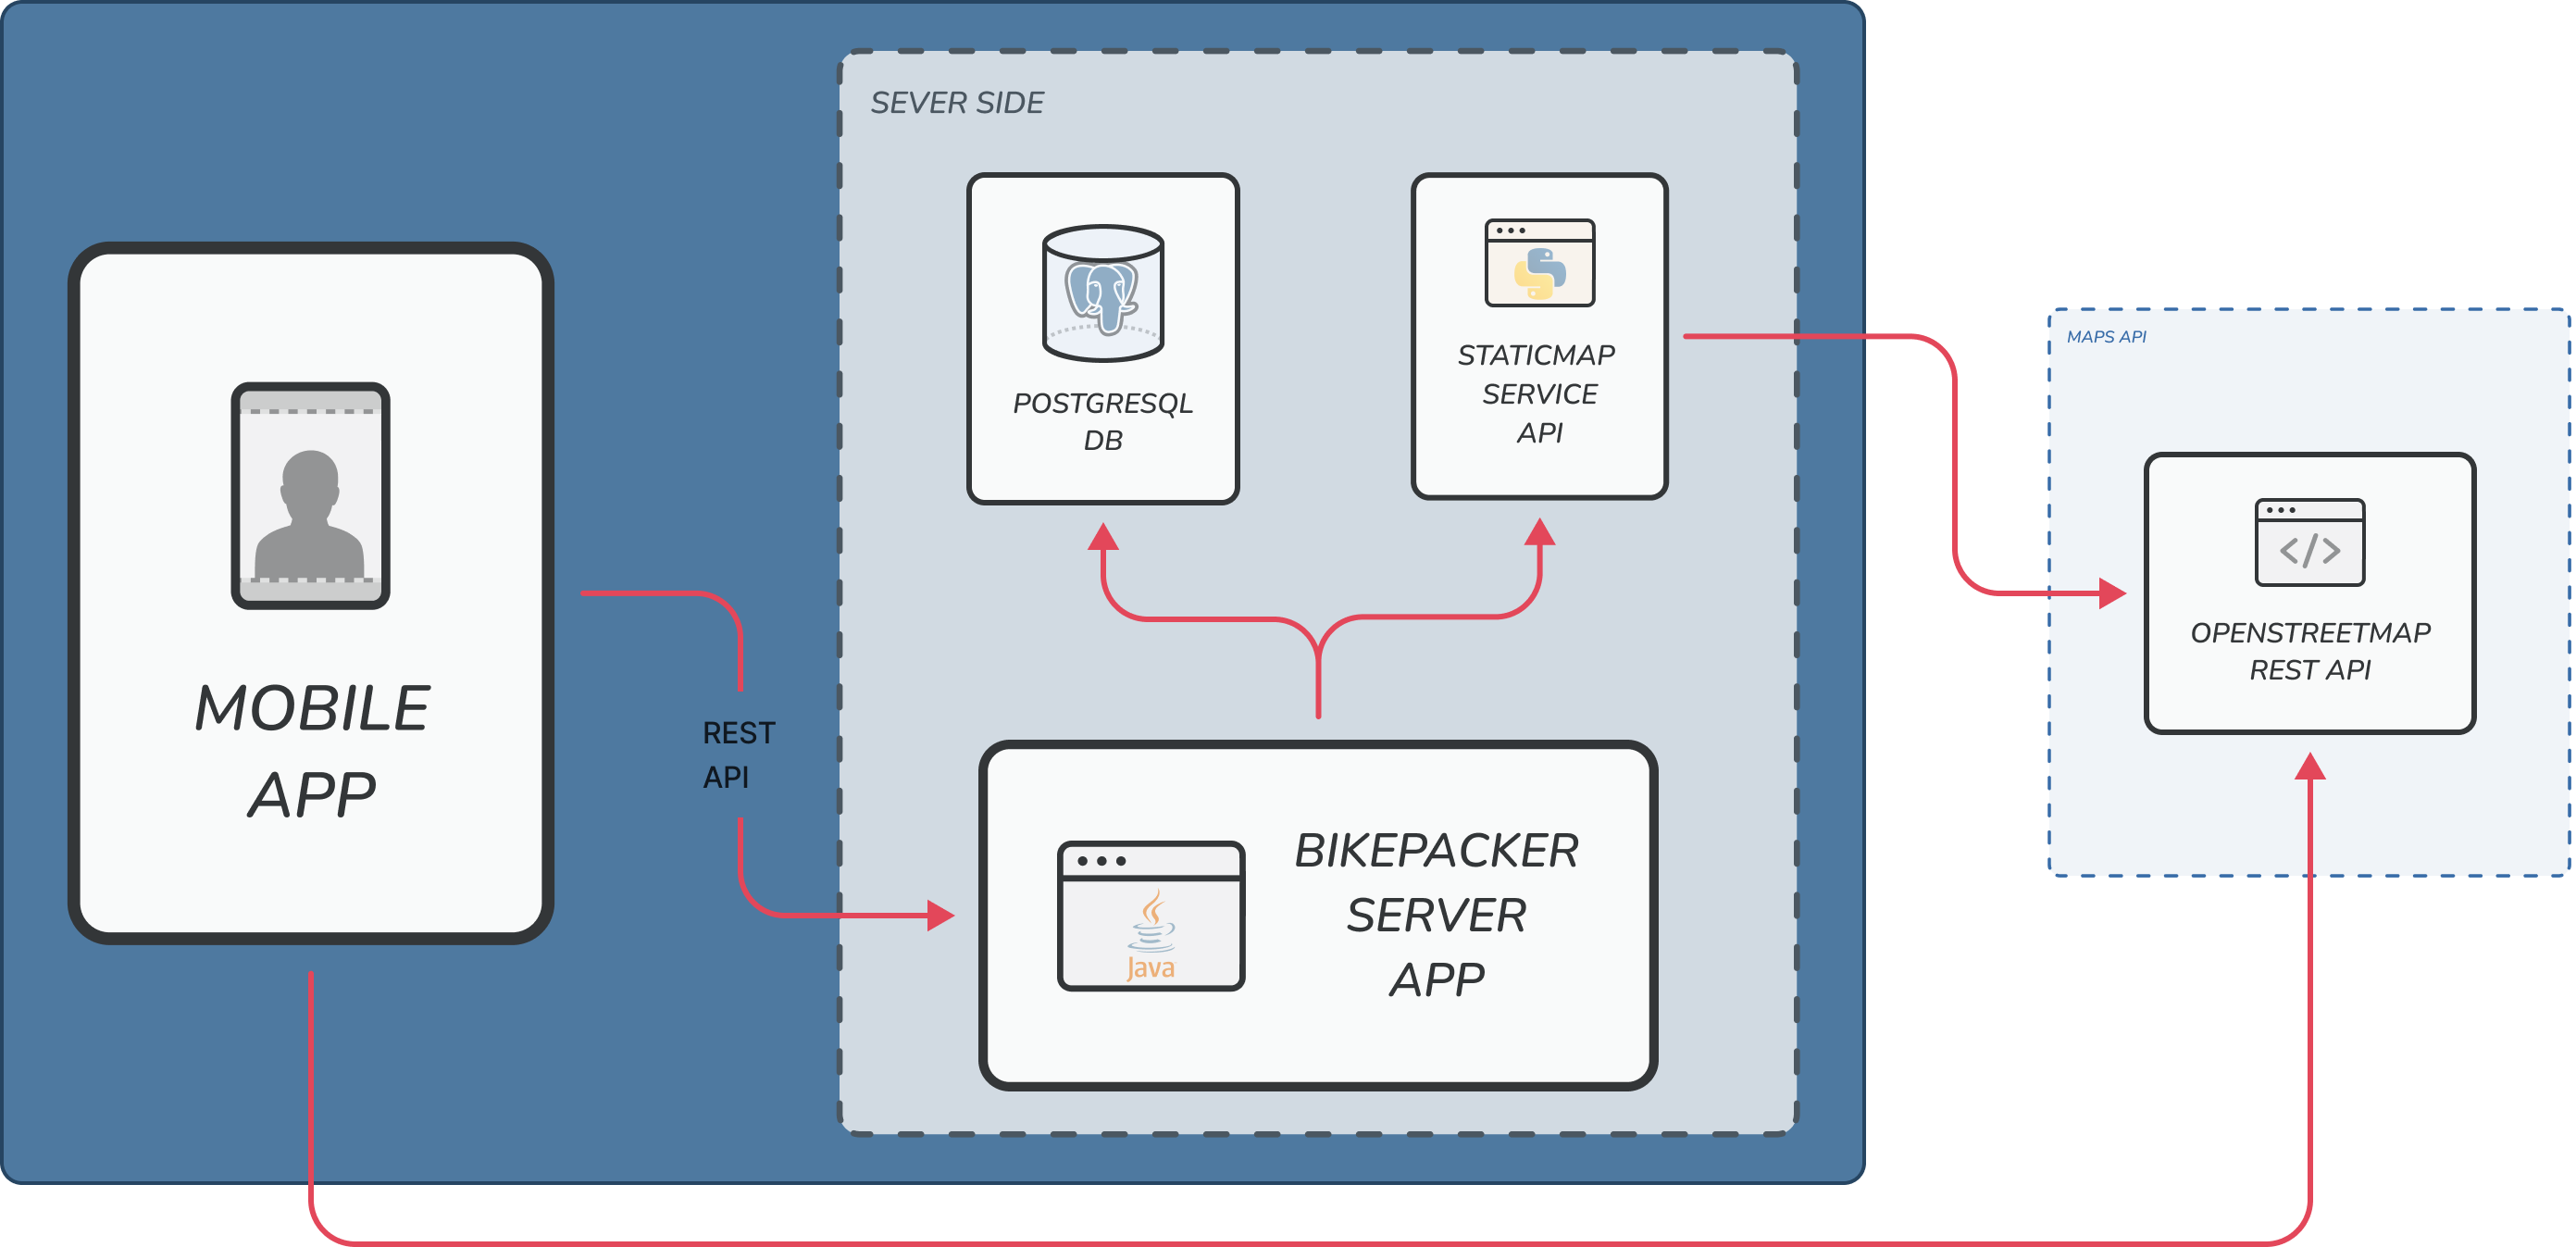 SEVER SIDE
POSTGRESQL
DB
STATICMAP
SERVICE
API
MAPS API
OPENSTREETMAP
REST API
MOBILE
APP
REST
API
BIKEPACKER
SERVER
APP
Java